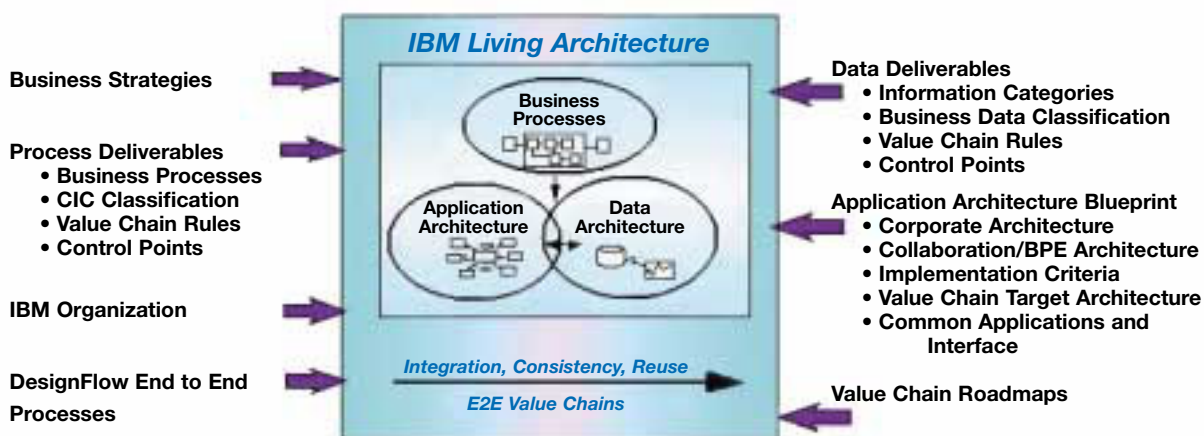 IBM Living Architecture
Business Strategies
Process Deliverables
• Business Processes
• CIC Classification
• Value Chain Rules
• Control Points
IBM Organization
DesignFlow End to End
Processes
Business
Processes
Application
Architecture
Data
Architecture
Integration, Consistency, Reuse
E2E Value Chains
Data Deliverables
• Information Categories
• Business Data Classification
• Value Chain Rules
• Control Points
Application Architecture Blueprint
• Corporate Architecture
• Collaboration/BPE Architecture
• Implementation Criteria
• Value Chain Target Architecture
• Common Applications and
Interface
Value Chain Roadmaps